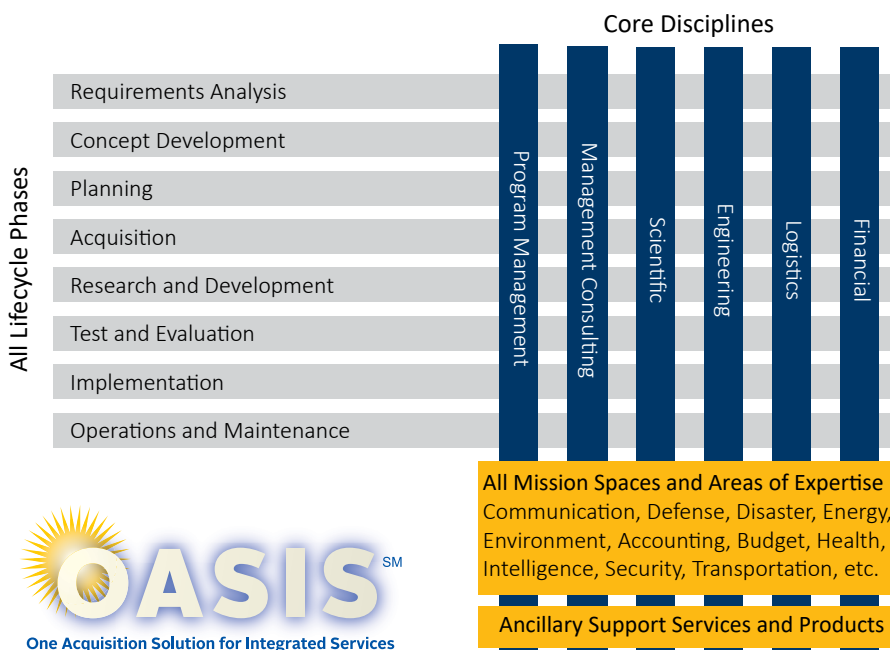 Core Disciplines
All Lifecycle Phases
Requirements Analysis
Concept Development
Planning
Acquisition
Research and Development
Test and Evaluation
Implementation
Operations and Maintenance
Program Management
Management Consulting
Scientific
Engineering
Logistics
Financial
All Mission Spaces and Areas of Expertise
Communication, Defense, Disaster, Energy,
Environment, Accounting, Budget, Health,
Intelligence, Security, Transportation, etc.
Ancillary Support Services and Products
OASIS SM
One Acquisition Solution for Integrated Services